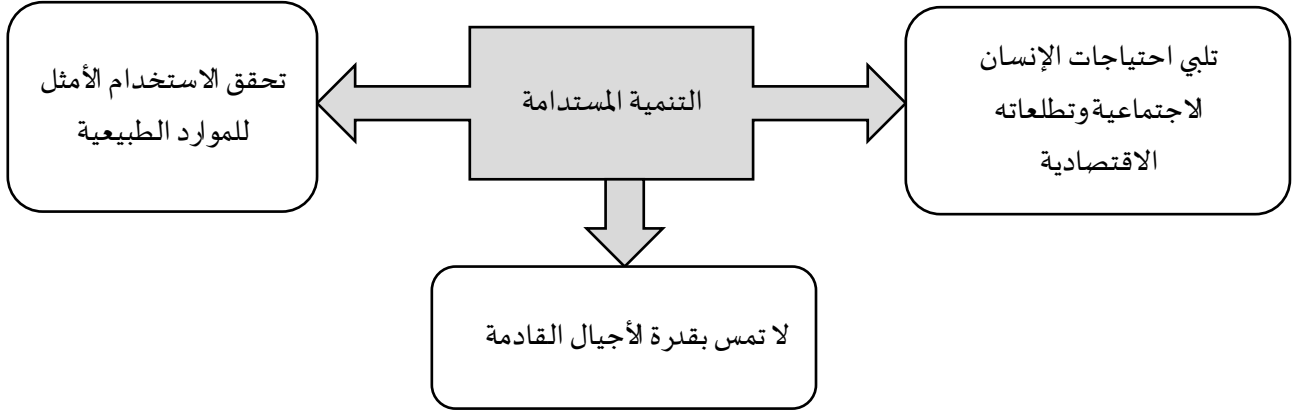 تلبي احتياجات الإنسان
الاجتماعية وتطلعاته
الاقتصادية
التنمية المستدامة
تحقق الاستخدام الأمثل
للموارد الطبيعية
لا تمس بقدرة الأجيال القادمة